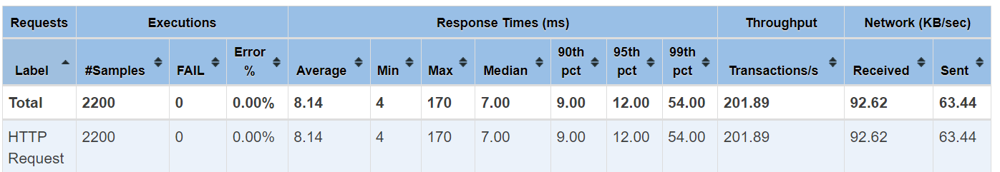 Requests Executions Response Times (ms) Throughput Network (KB/sec)
Label #Samples FAIL Error % Average Min Max Median 90th pct 95th pct 99th pct Transactions/s Received Sent
Total 2200 0 0.00% 8.14 4 170 7.00 9.00 12.00 54.00 201.89 92.62 63.44
HTTP Request 2200 0 0.00% 8.14 4 170 7.00 9.00 12.00 54.00 201.89 92.62 63.44